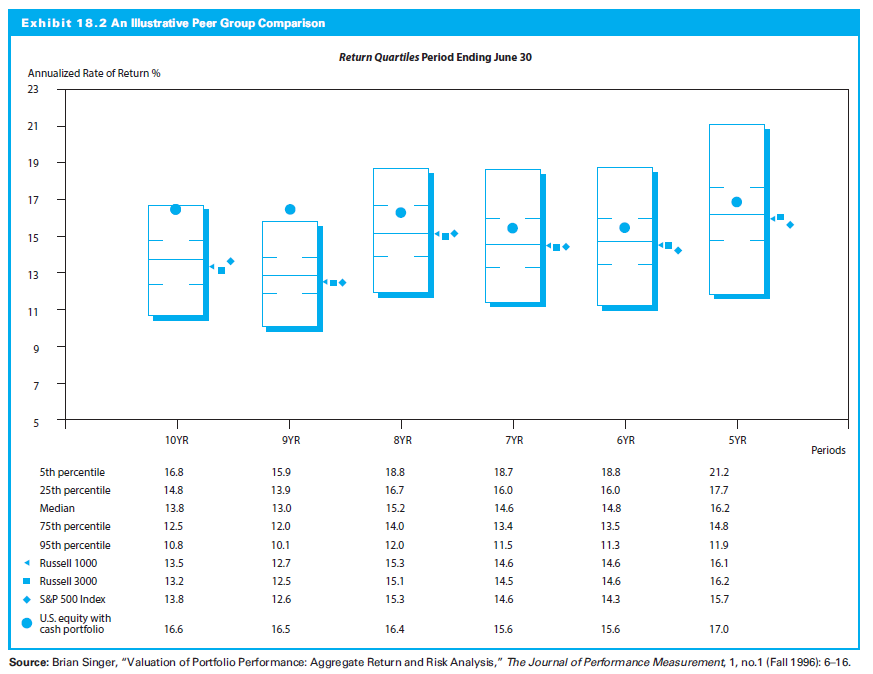 Exhibit 18.2 An Illustrative Peer Group Comparison
Return Quartiles Period Ending June 30
Annualized Rate of Return %
23
21
19
17
15
13
11
9
7
5
10YR 9YR 8YR 7YR 6YR 5YR
Periods
5th percentile 16.8 15.9 18.8 18.7 18.8 21.2
25th percentile 14.8 13.9 16.7 16.0 16.0 17.7
Median 13.8 13.0 15.2 14.6 14.8 16.2
75th percentile 12.5 12.0 14.0 13.4 13.5 14.8
95th percentile 10.8 10.1 12.0 11.5 11.3 11.9
Russell 1000 13.5 12.7 15.3 14.6 14.6 16.1
Russell 3000 13.2 12.5 15.1 14.5 14.6 16.2
S&P 500 Index 13.8 12.6 15.3 14.6 14.3 15.7
U.S. equity with
cash portfolio 16.6 16.5 16.4 15.6 15.6 17.0
Source: Brian Singer, “Valuation of Portfolio Performance: Aggregate Return and Risk Analysis,” The Journal of Performance Measurement, 1, no.1 (Fall 1996): 6–16.